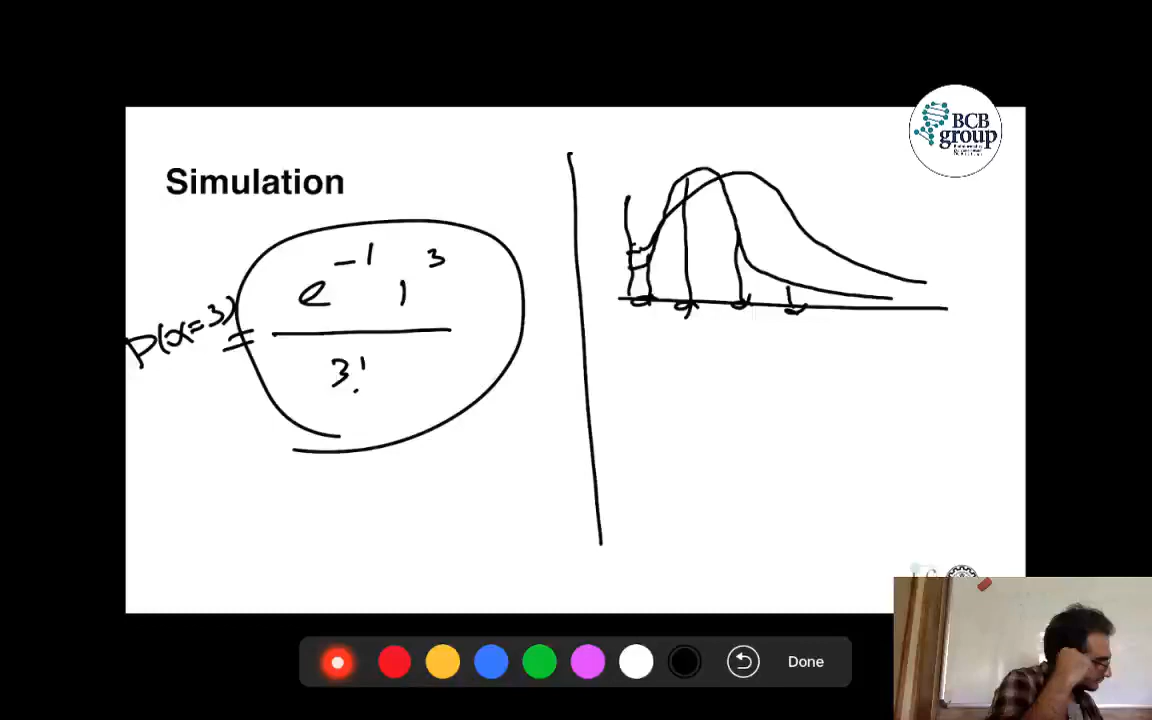 BCB
group
Simulation
e^-1 1^3
P(x=3) =
3!
Done